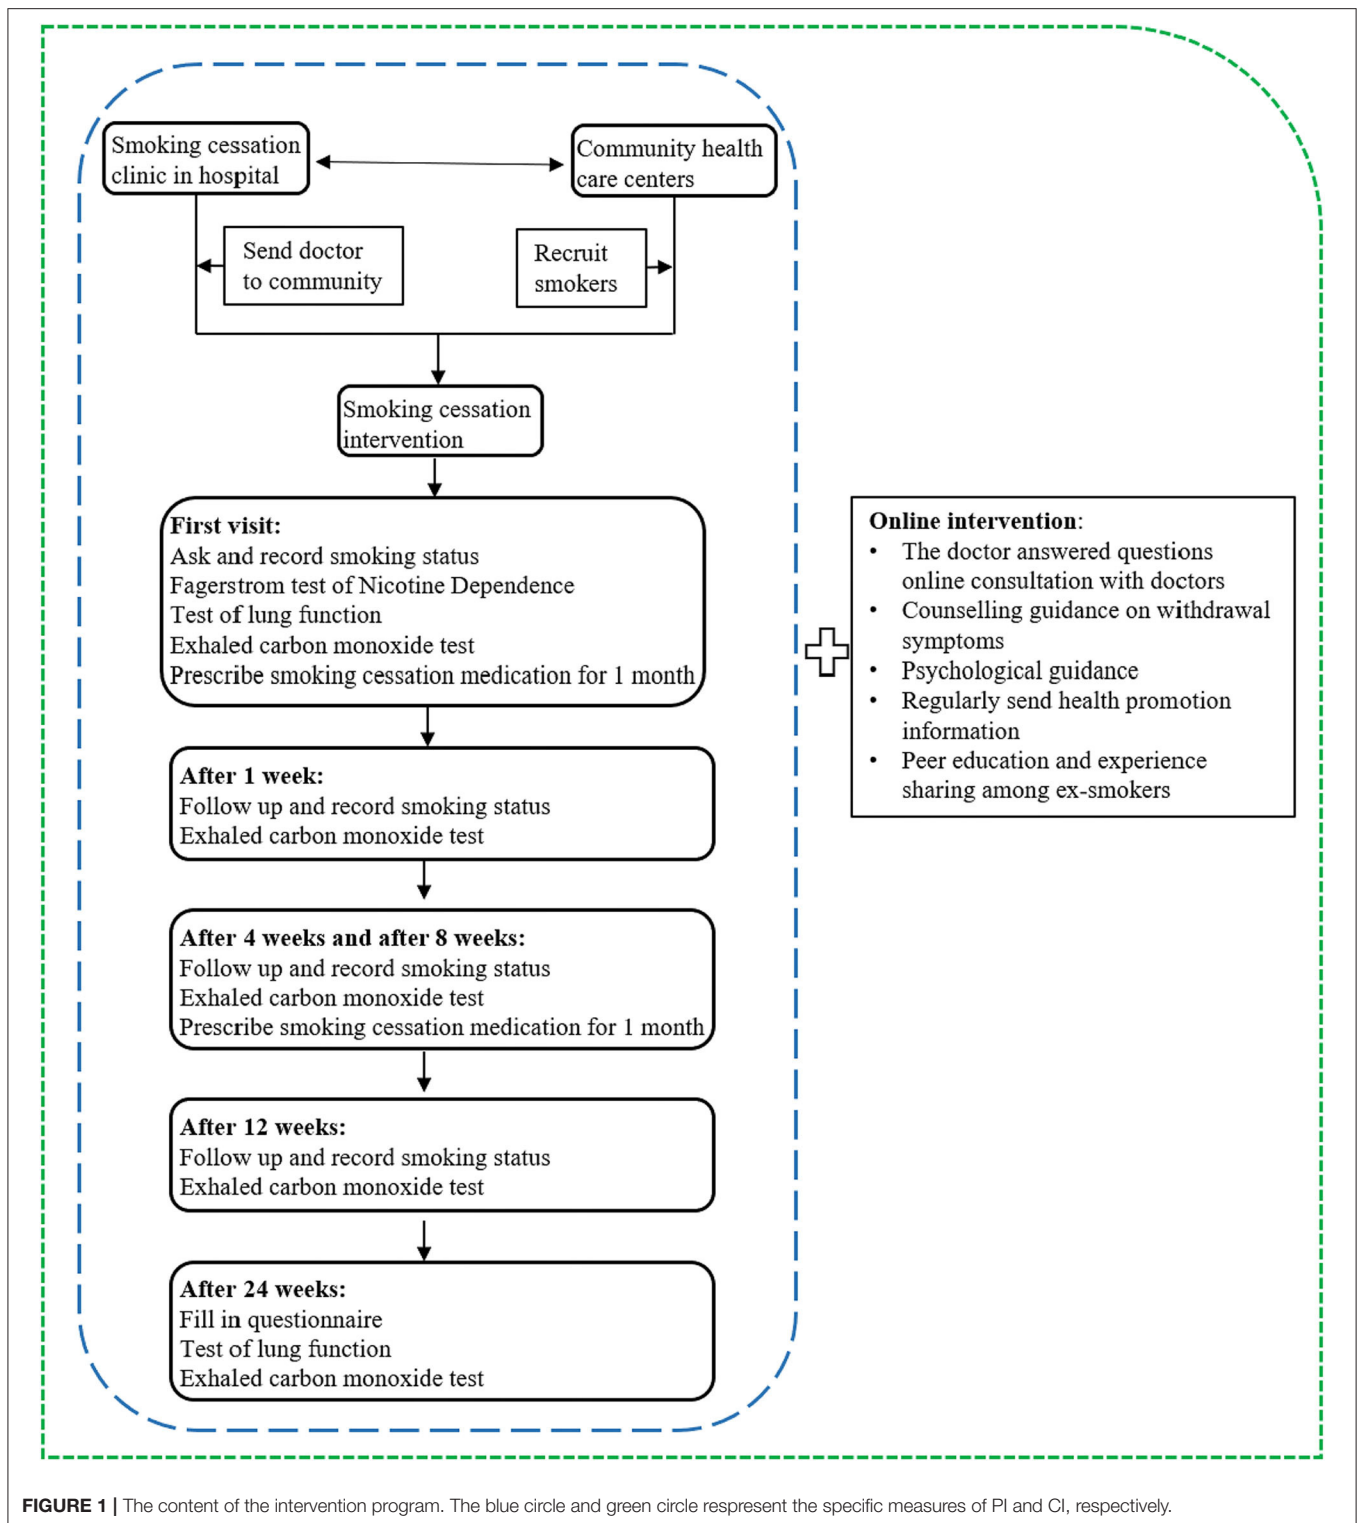 Smoking cessation
clinic in hospital
Community health
care centers
Send doctor
to community
Recruit
smokers
Smoking cessation
intervention
First visit:
Ask and record smoking status
Fagerstrom test of Nicotine Dependence
Test of lung function
Exhaled carbon monoxide test
Prescribe smoking cessation medication for 1 month
After 1 week:
Follow up and record smoking status
Exhaled carbon monoxide test
After 4 weeks and after 8 weeks:
Follow up and record smoking status
Exhaled carbon monoxide test
Prescribe smoking cessation medication for 1 month
After 12 weeks:
Follow up and record smoking status
Exhaled carbon monoxide test
After 24 weeks:
Fill in questionnaire
Test of lung function
Exhaled carbon monoxide test
Online intervention:
• The doctor answered questions
online consultation with doctors
• Counselling guidance on withdrawal
symptoms
• Psychological guidance
• Regularly send health promotion
information
• Peer education and experience
sharing among ex-smokers
FIGURE 1 | The content of the intervention program. The blue circle and green circle respresent the specific measures of PI and CI, respectively.